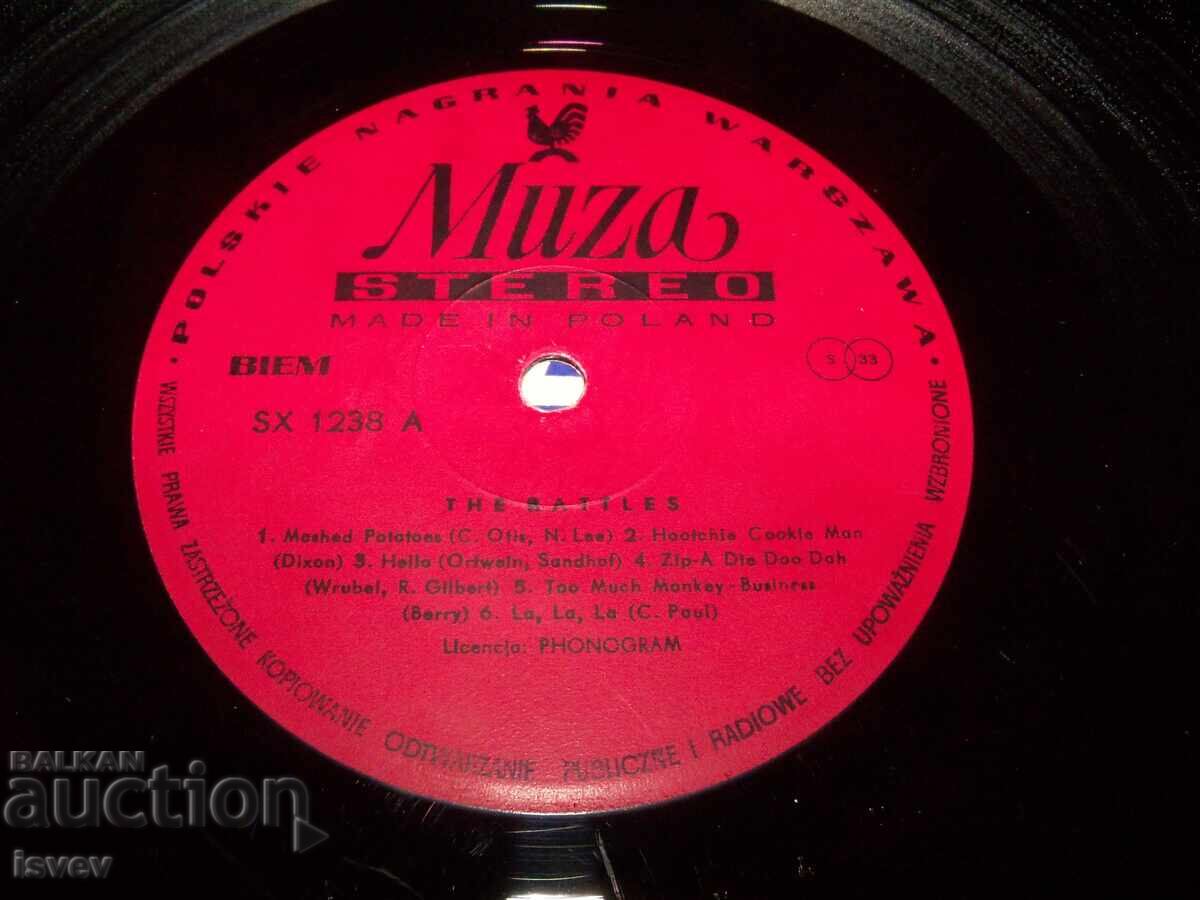 • POLSKIE NAGRANIA WARSZAWA •
Muza
STEREO
MADE IN POLAND
BIEM
S 33
SX 1238 A
THE RATTLES
1. Mashed Potatoes (C. Otis, N. Lee) 2. Hootchie Cookie Man
(Dixon) 3. Hello (Ortwein, Sandhof) 4. Zip-A Die Doo Dah
(Wrubel, R. Gilbert) 5. Too Much Monkey-Business
(Berry) 6. La, La, La (C. Paul)
Licencja: PHONOGRAM
WSZYSTKIE PRAWA ZASTRZEŻONE KOPIOWANIE ODTWARZANIE PUBLICZNE I RADIOWE BEZ UPOWAŻNIENIA WZBRONIONE
BALKAN
auction
isvev